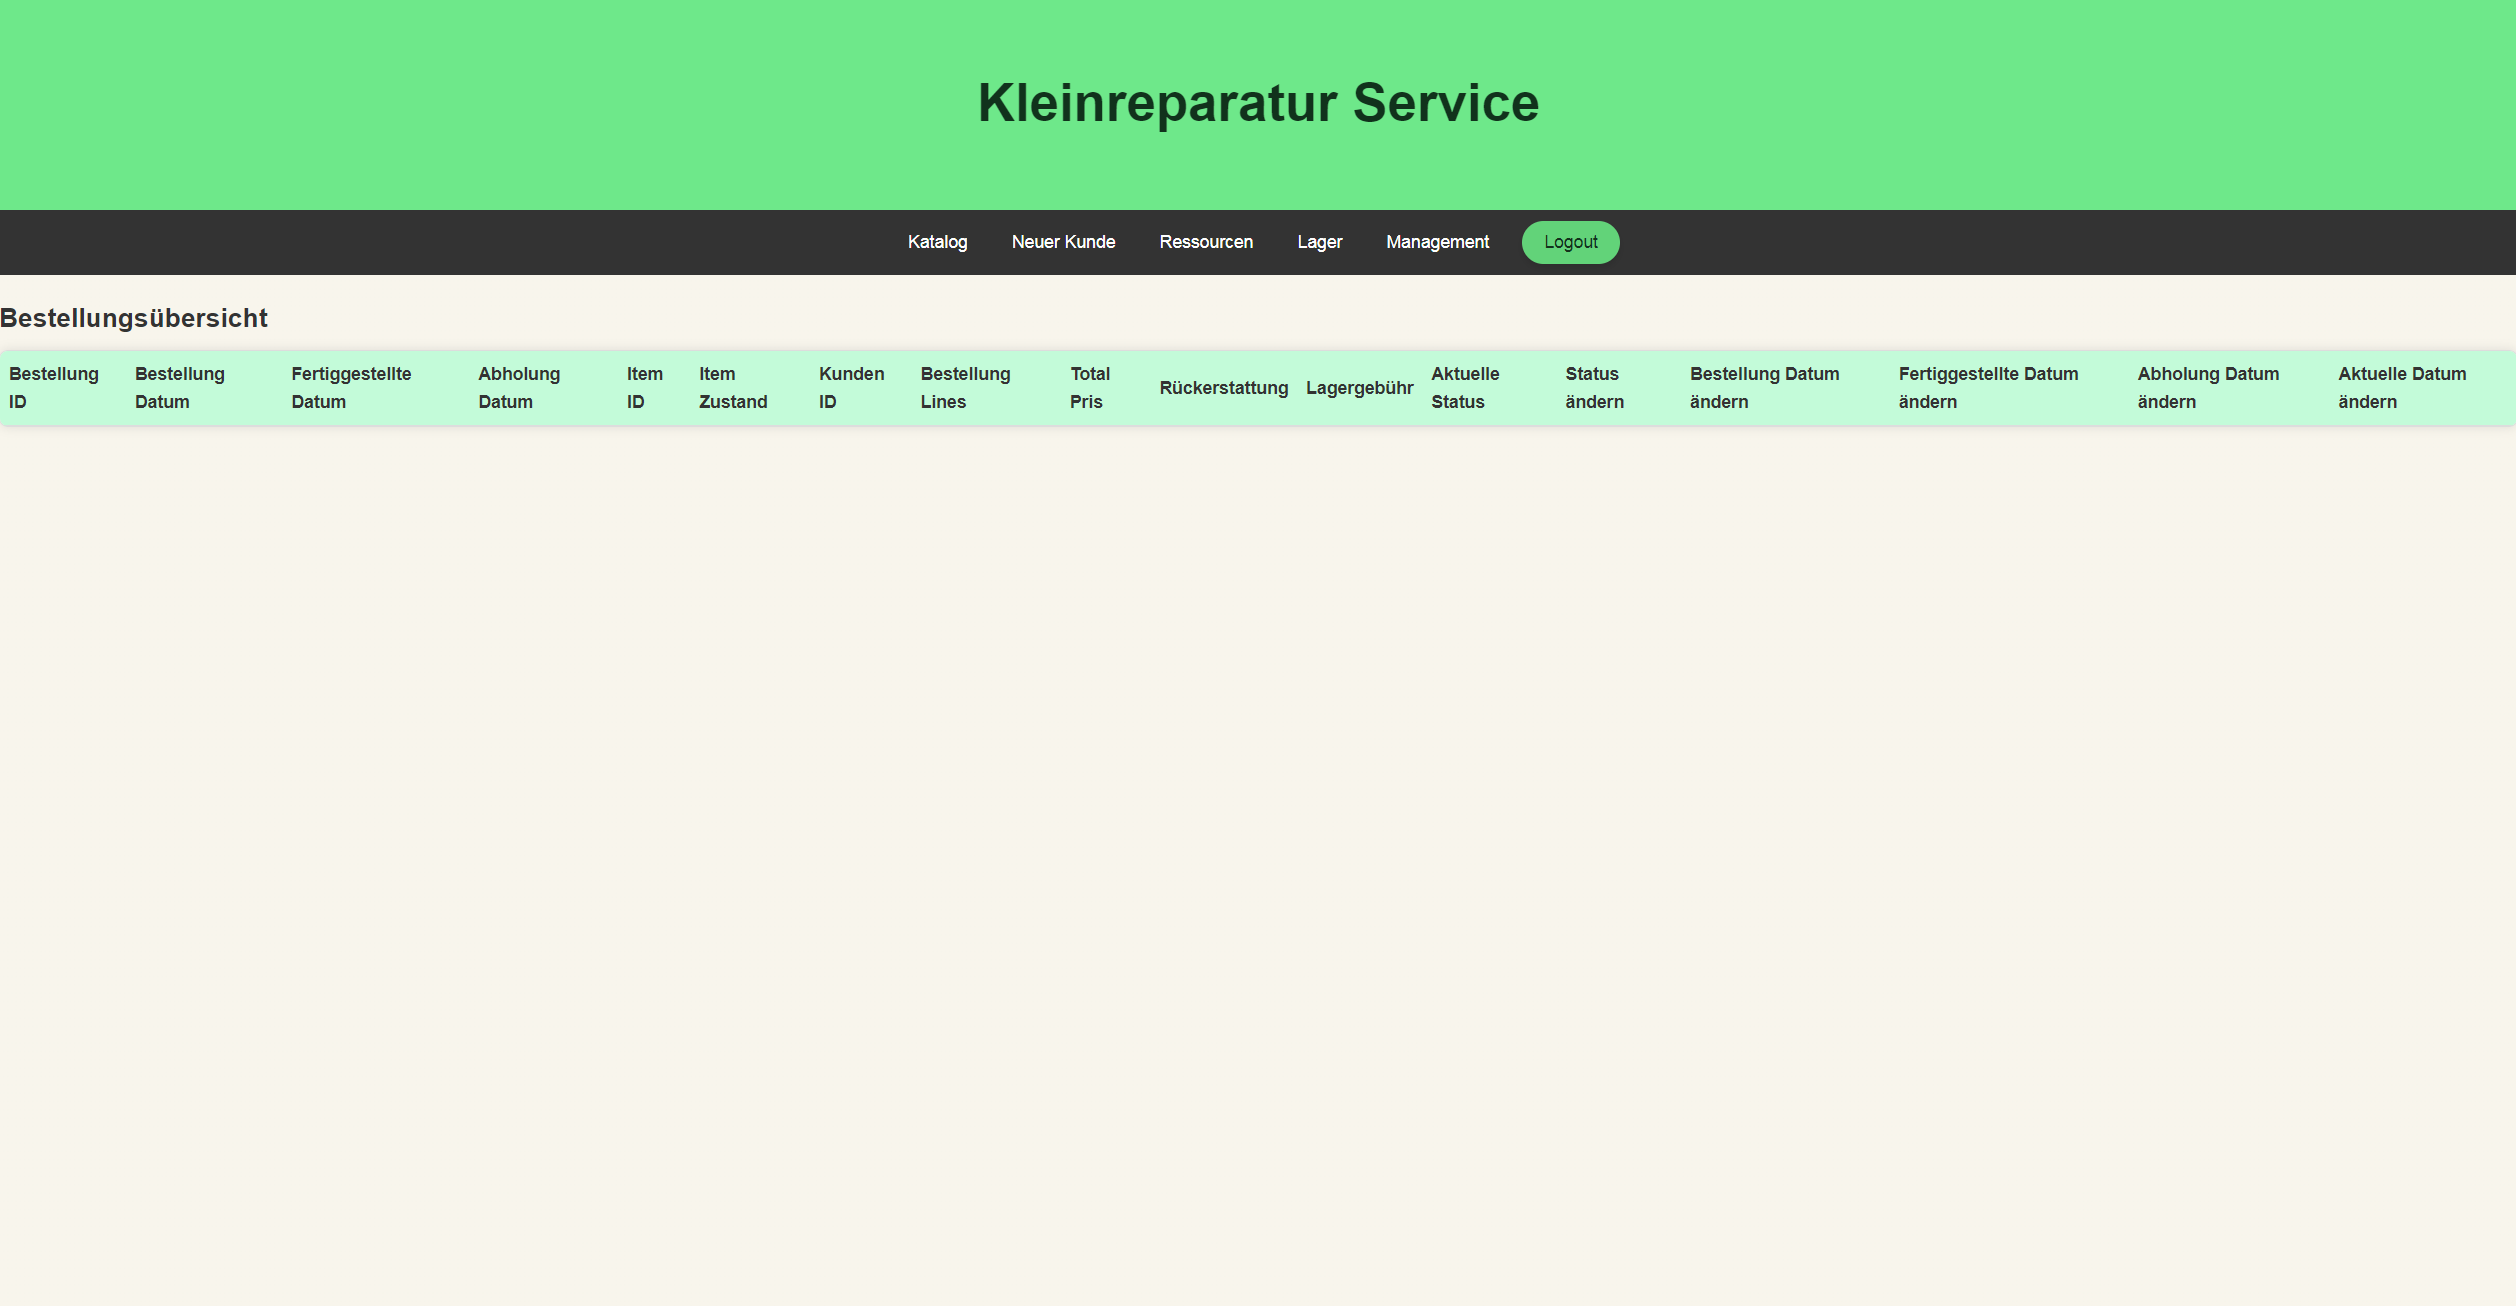 Kleinreparatur Service
Katalog Neuer Kunde Ressourcen Lager Management Logout
Bestellungsübersicht
Bestellung ID
Bestellung Datum
Fertiggestellte Datum
Abholung Datum
Item ID
Item Zustand
Kunden ID
Bestellung Lines
Total Pris
Rückerstattung
Lagergebühr
Aktuelle Status
Status ändern
Bestellung Datum ändern
Fertiggestellte Datum ändern
Abholung Datum ändern
Aktuelle Datum ändern